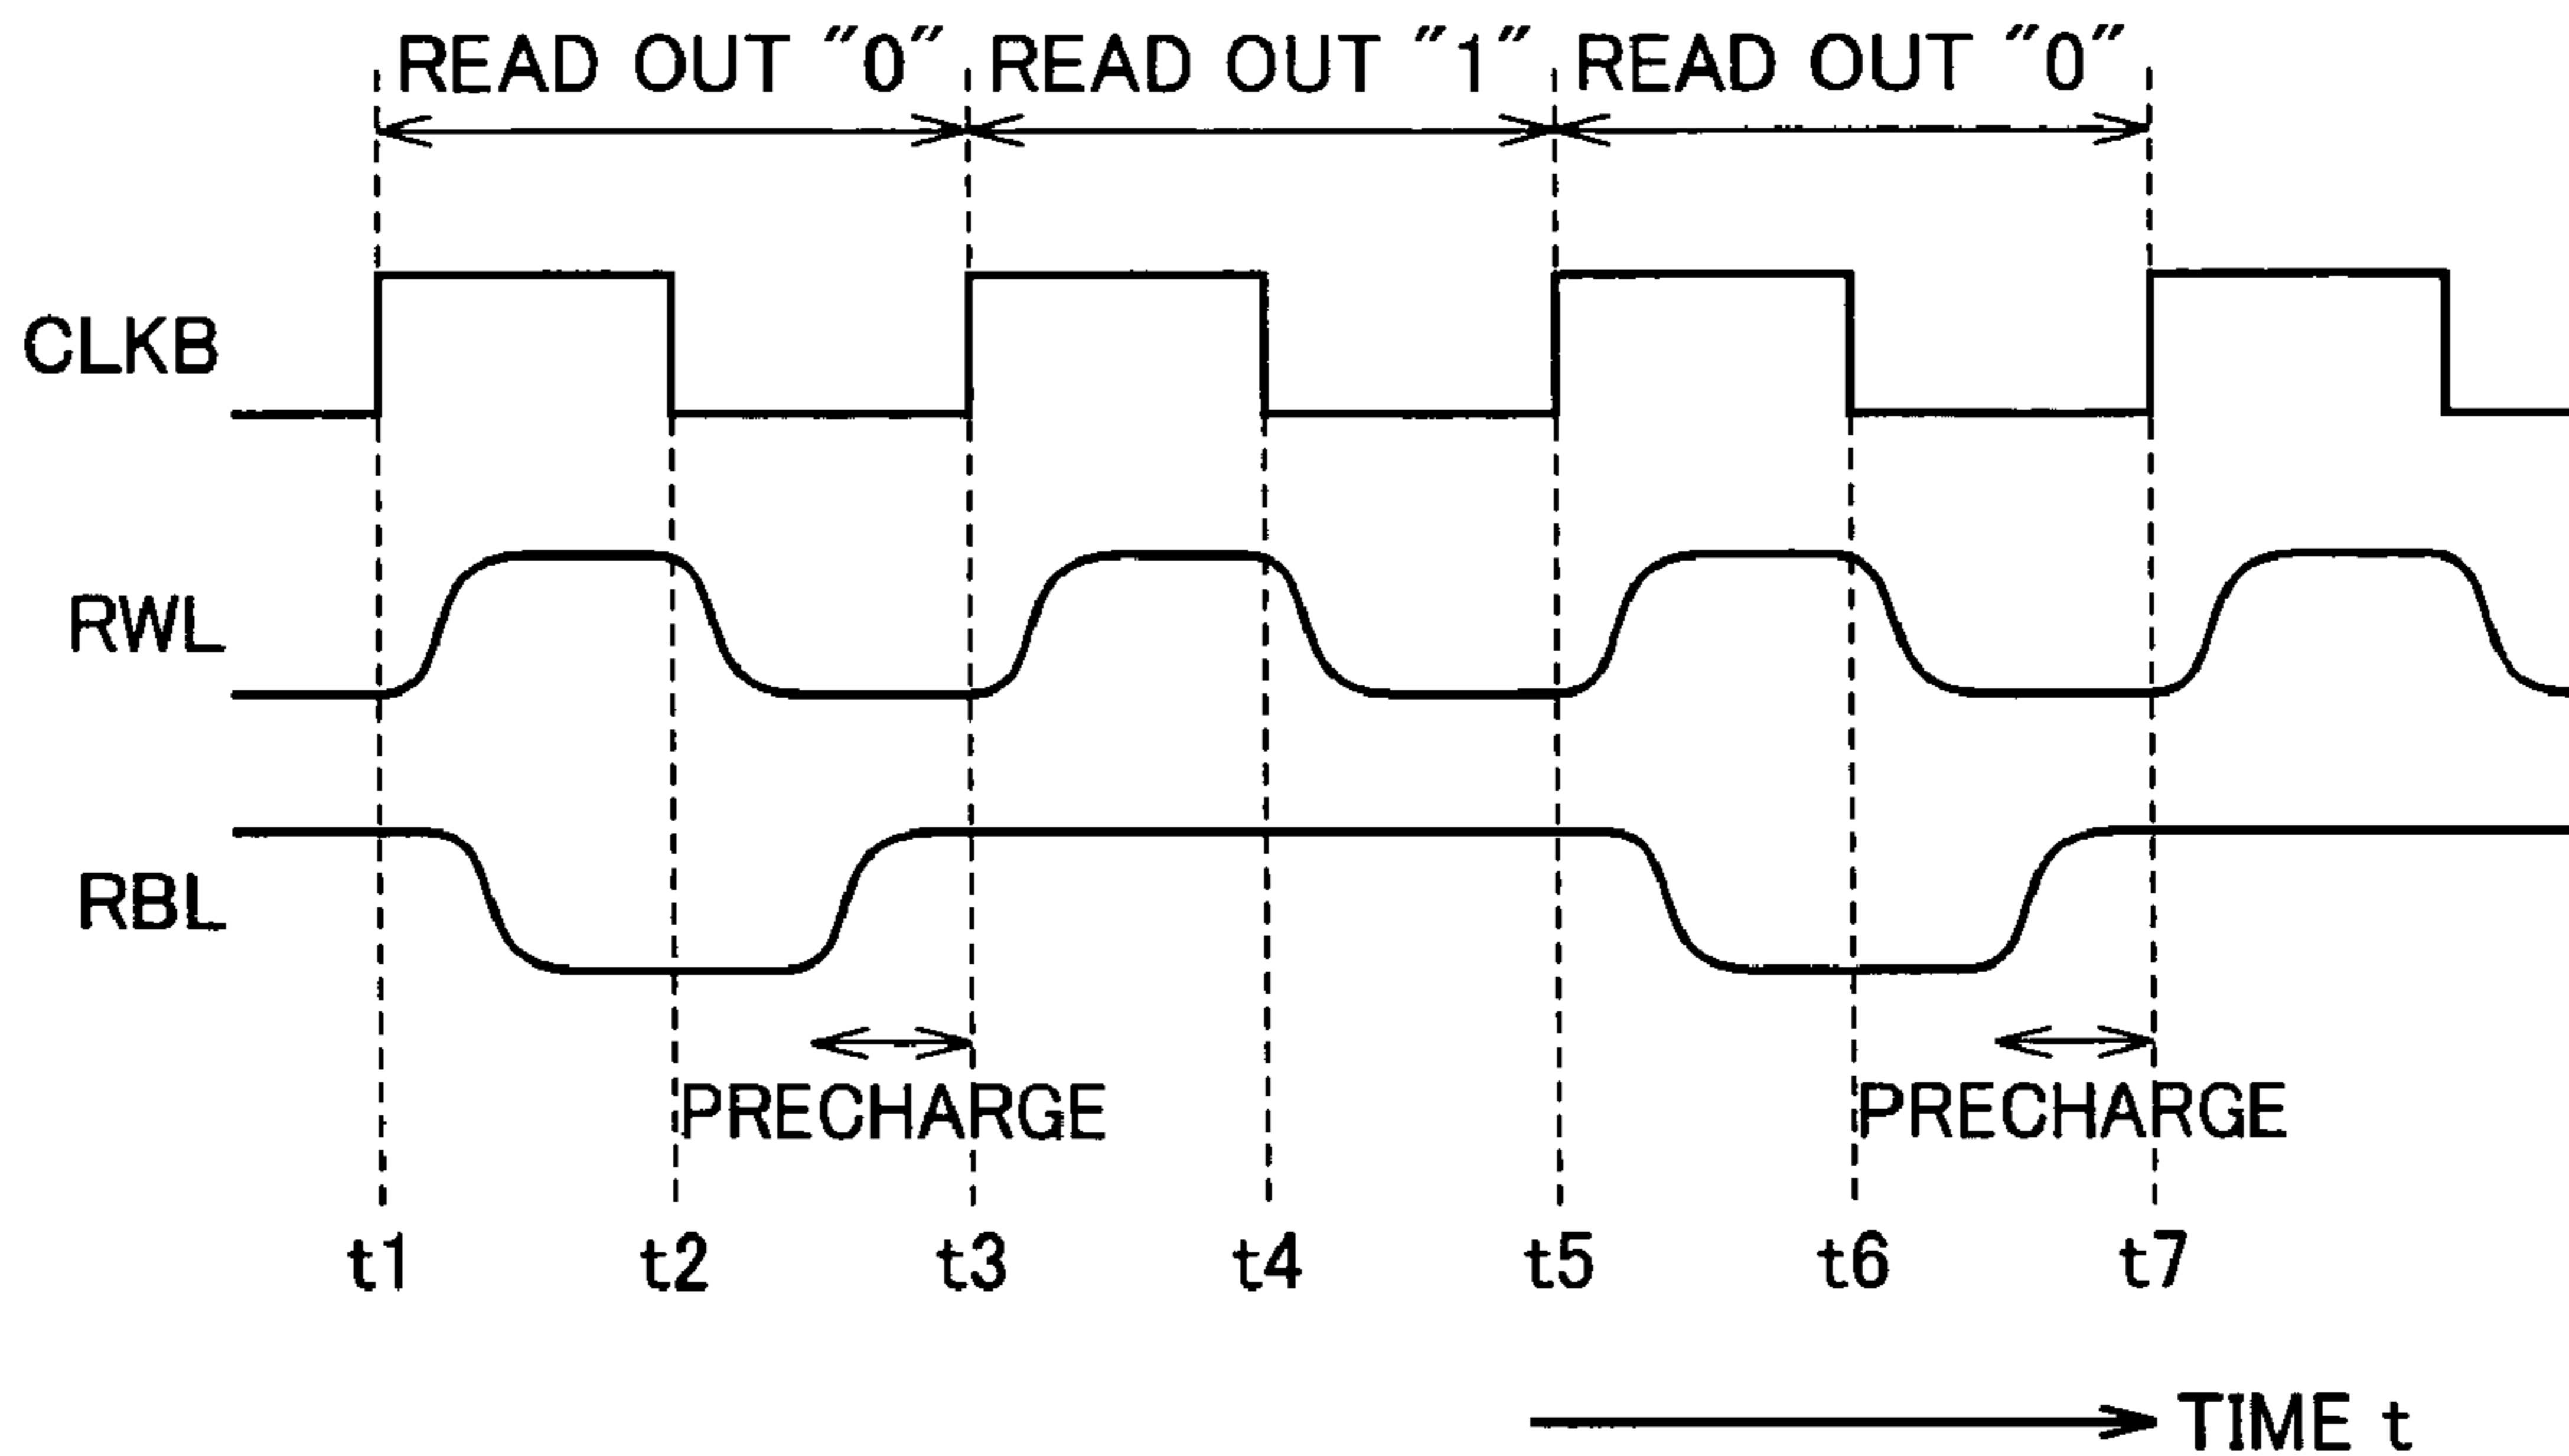 READ OUT "0" READ OUT "1" READ OUT "0"
CLKB
RWL
RBL
PRECHARGE PRECHARGE
t1 t2 t3 t4 t5 t6 t7
TIME t